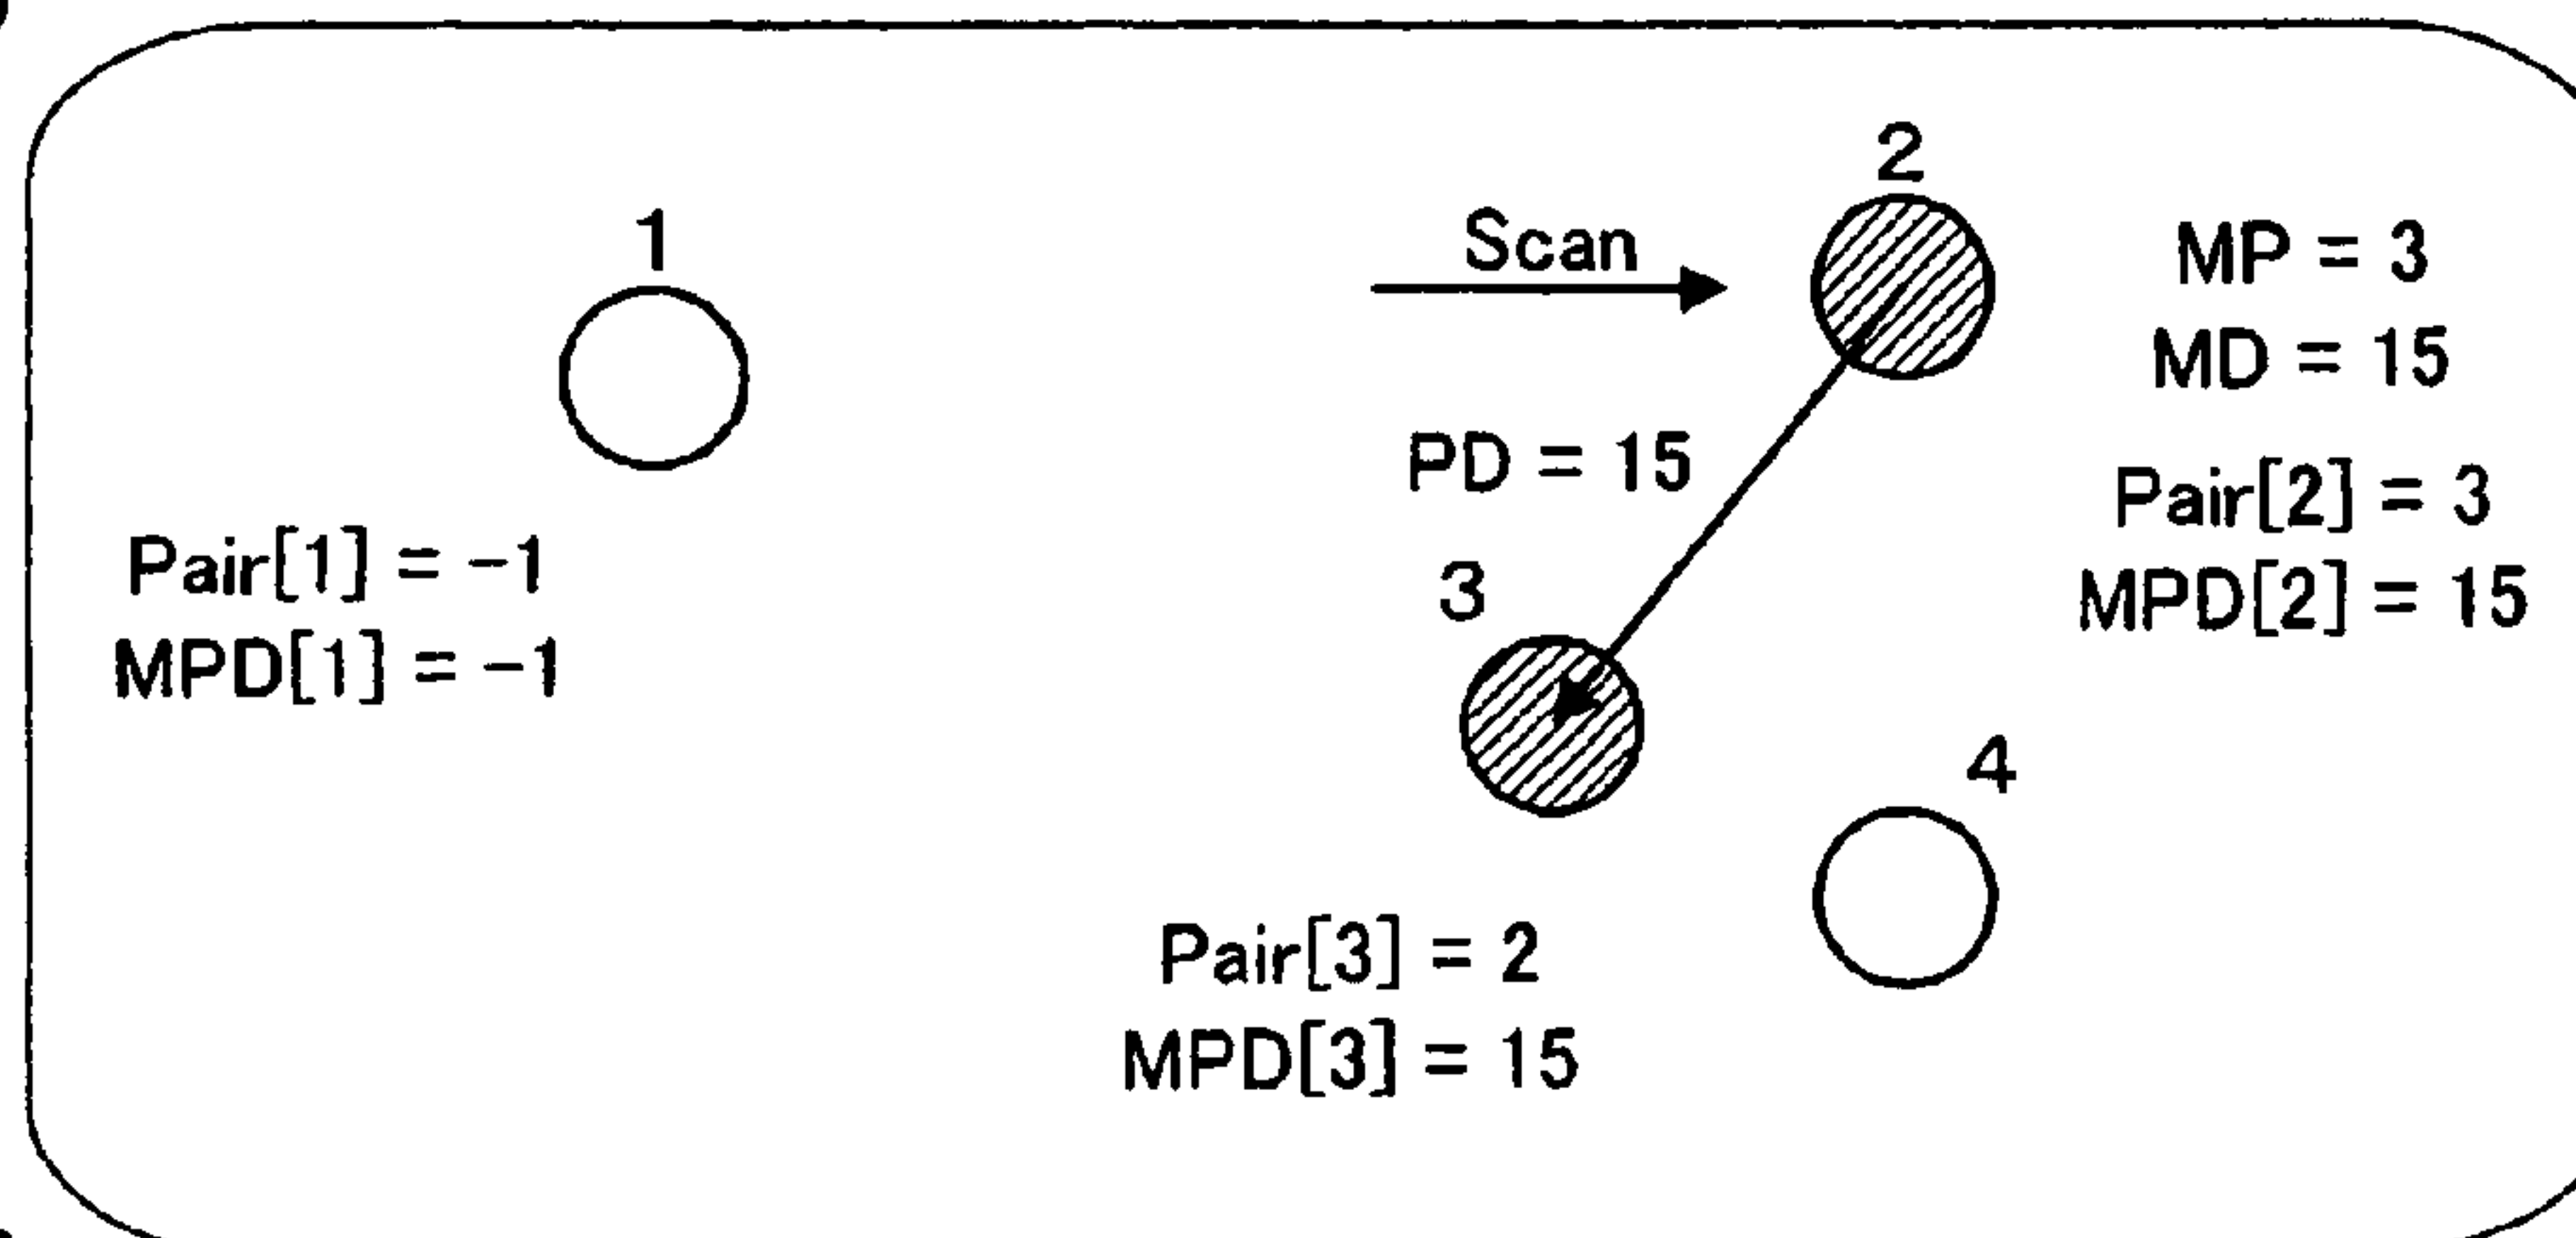 1
2
Scan
MP = 3
MD = 15
PD = 15
Pair[2] = 3
MPD[2] = 15
Pair[1] = −1
MPD[1] = −1
3
4
Pair[3] = 2
MPD[3] = 15